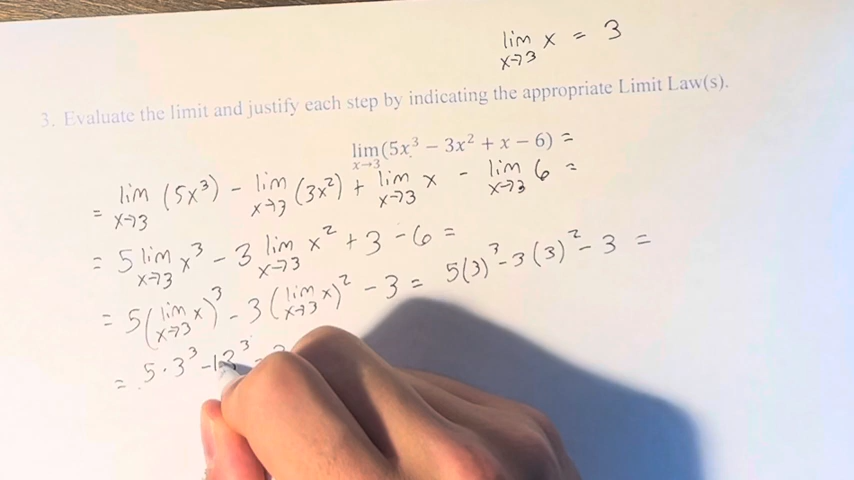 lim x = 3
x→3
3. Evaluate the limit and justify each step by indicating the appropriate Limit Law(s).
lim(5x³ − 3x² + x − 6) =
x→3
= lim (5x³) − lim (3x²) + lim x − lim 6 =
x→3 x→3 x→3 x→3
= 5 lim x³ − 3 lim x² + 3 − 6 =
x→3 x→3
= 5(lim x)³ − 3(lim x)² − 3 = 5(3)³ − 3(3)² − 3 =
x→3 x→3
= 5·3³ −